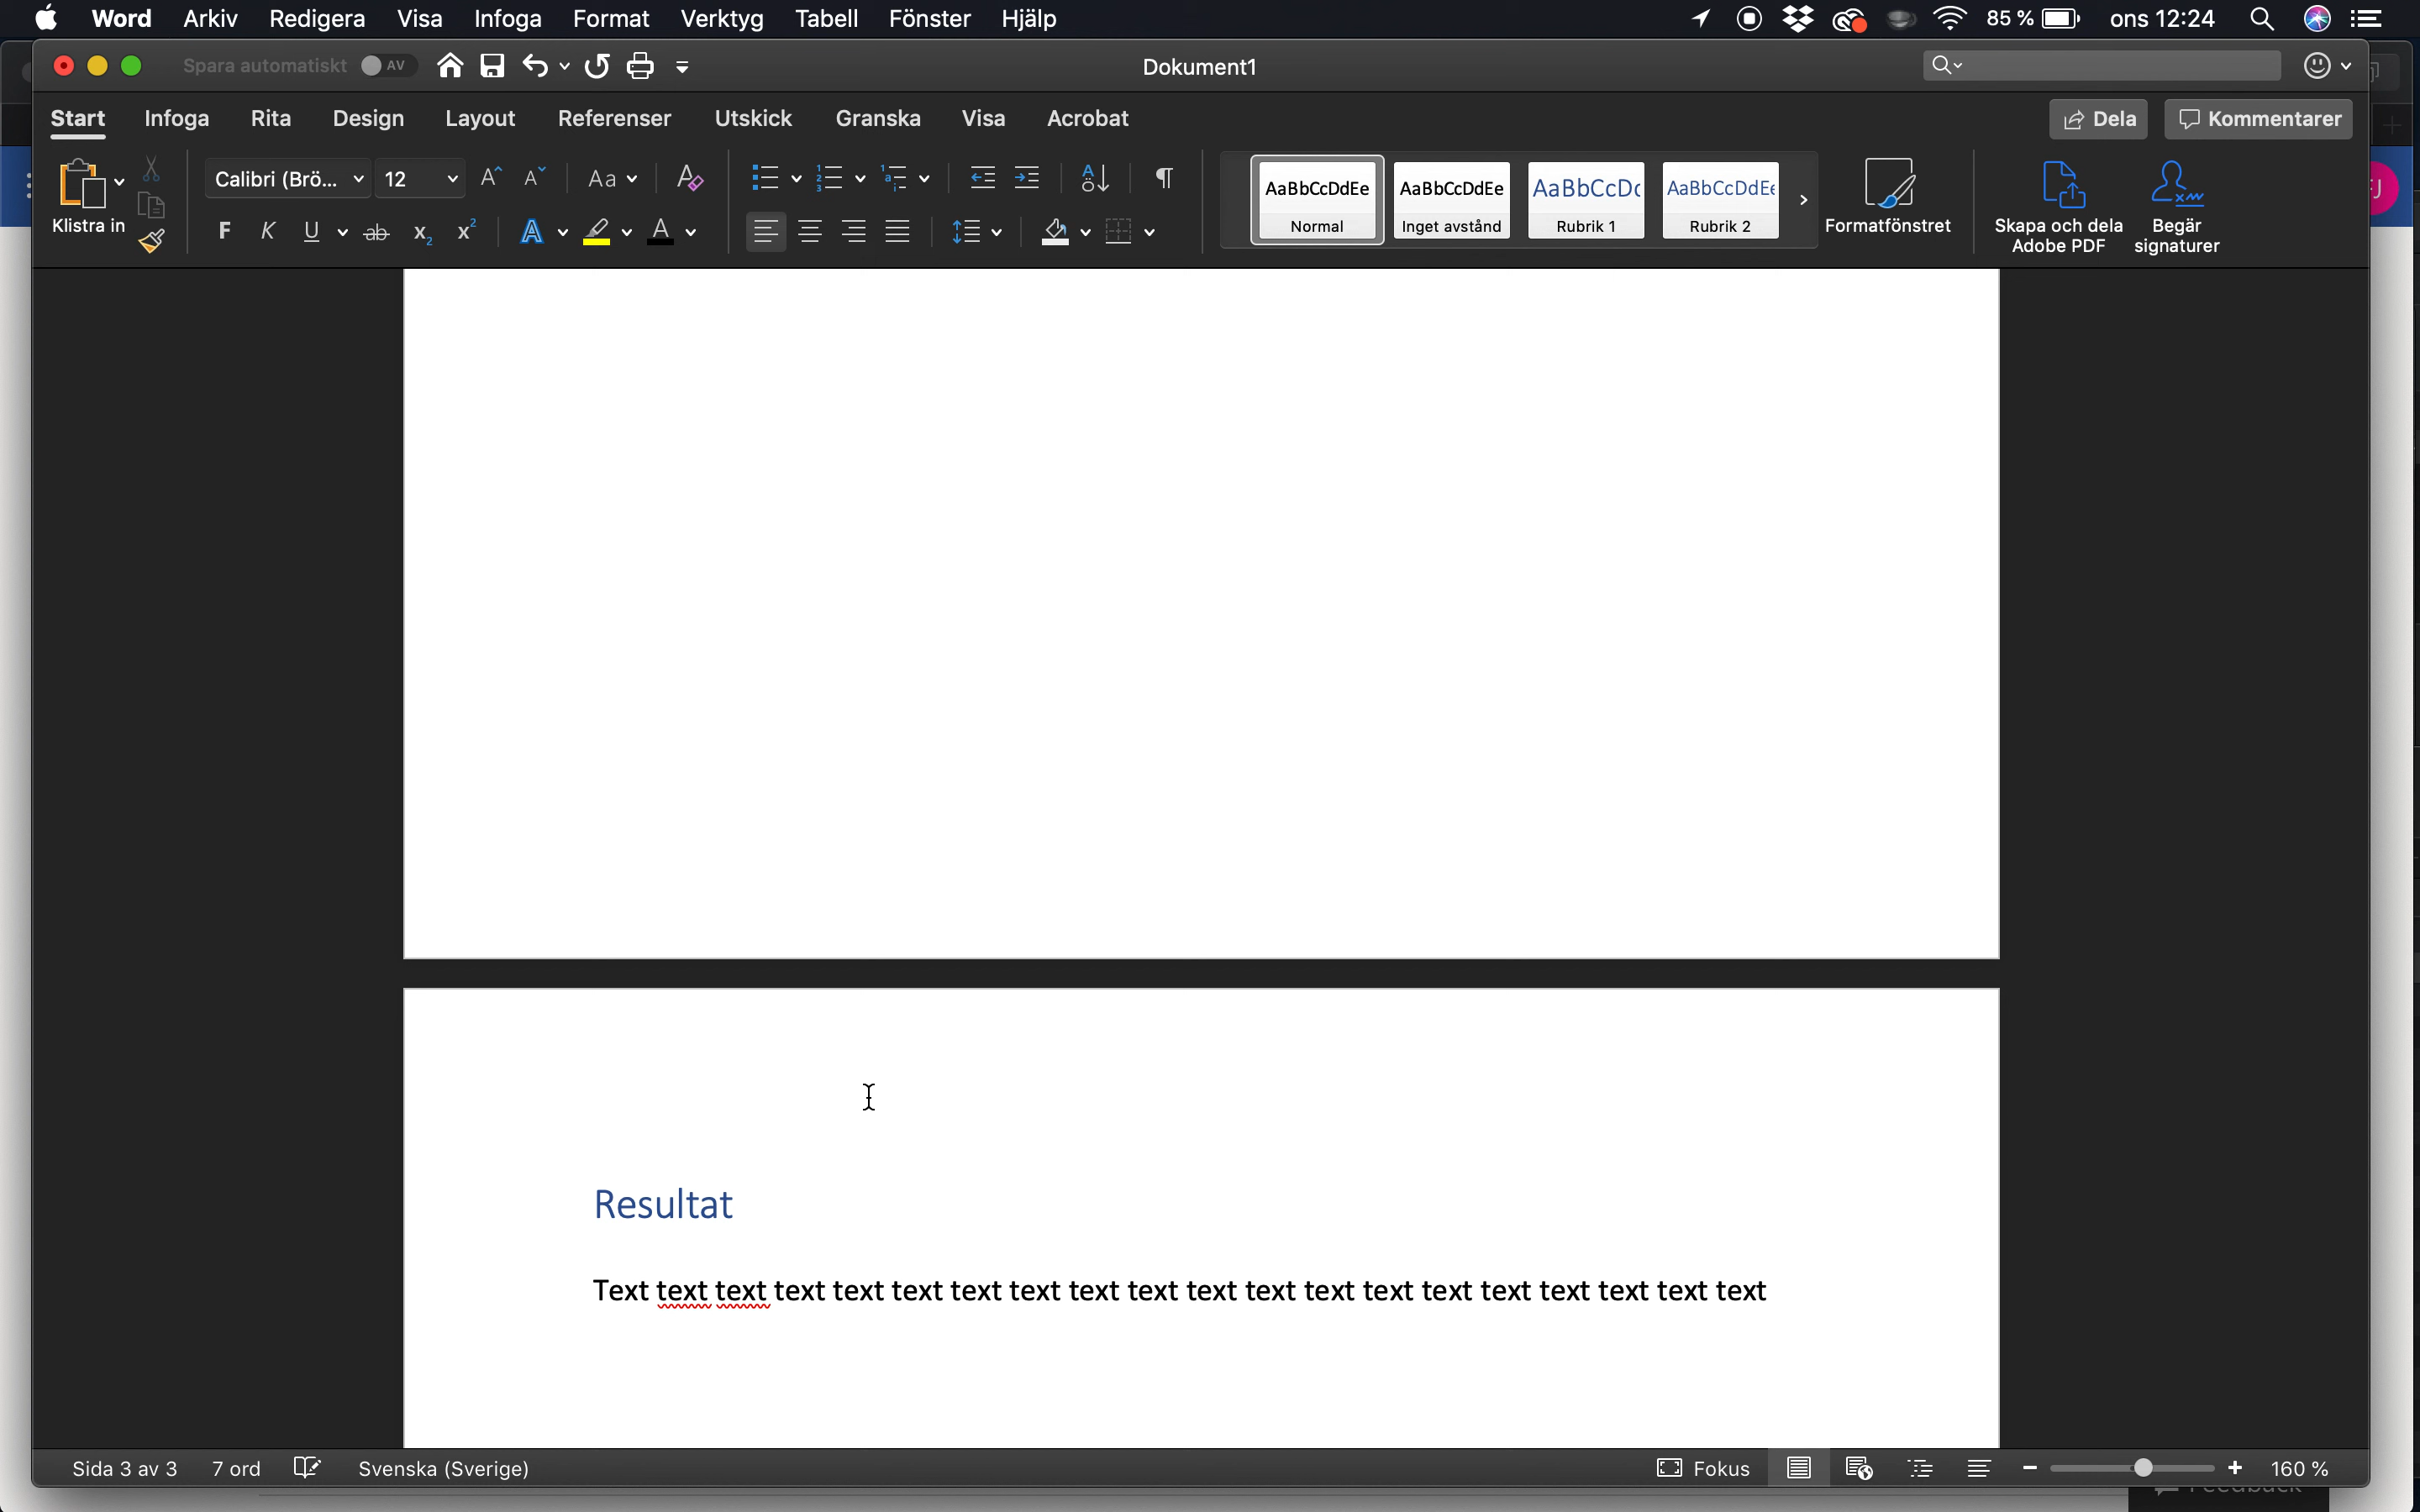 Word Arkiv Redigera Visa Infoga Format Verktyg Tabell Fönster Hjälp 85 % ons 12:24
Spara automatiskt AV Dokument1
Start Infoga Rita Design Layout Referenser Utskick Granska Visa Acrobat Dela Kommentarer
Klistra in
Calibri (Brö... 12 Aa
F K U ab x2 x2 A A
AaBbCcDdEe AaBbCcDdEe AaBbCcDc AaBbCcDdEe
Normal Inget avstånd Rubrik 1 Rubrik 2
Formatfönstret
Skapa och dela
Adobe PDF
Begär
signaturer
Resultat
Text text text text text text text text text text text text text text text text text text text text
Sida 3 av 3 7 ord Svenska (Sverige) Fokus 160 %